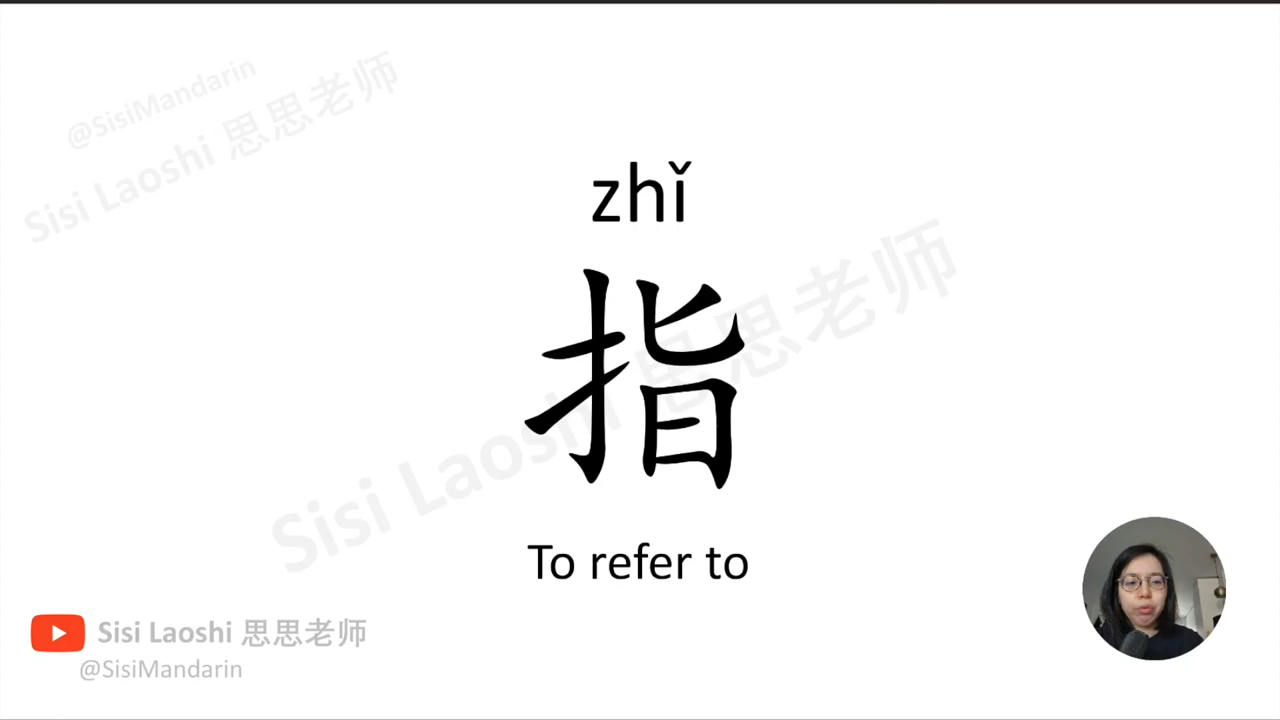 @SisiMandarin
Sisi Laoshi 思思老师
zhǐ
指
Sisi Laoshi 思思老师
To refer to
Sisi Laoshi 思思老师
@SisiMandarin